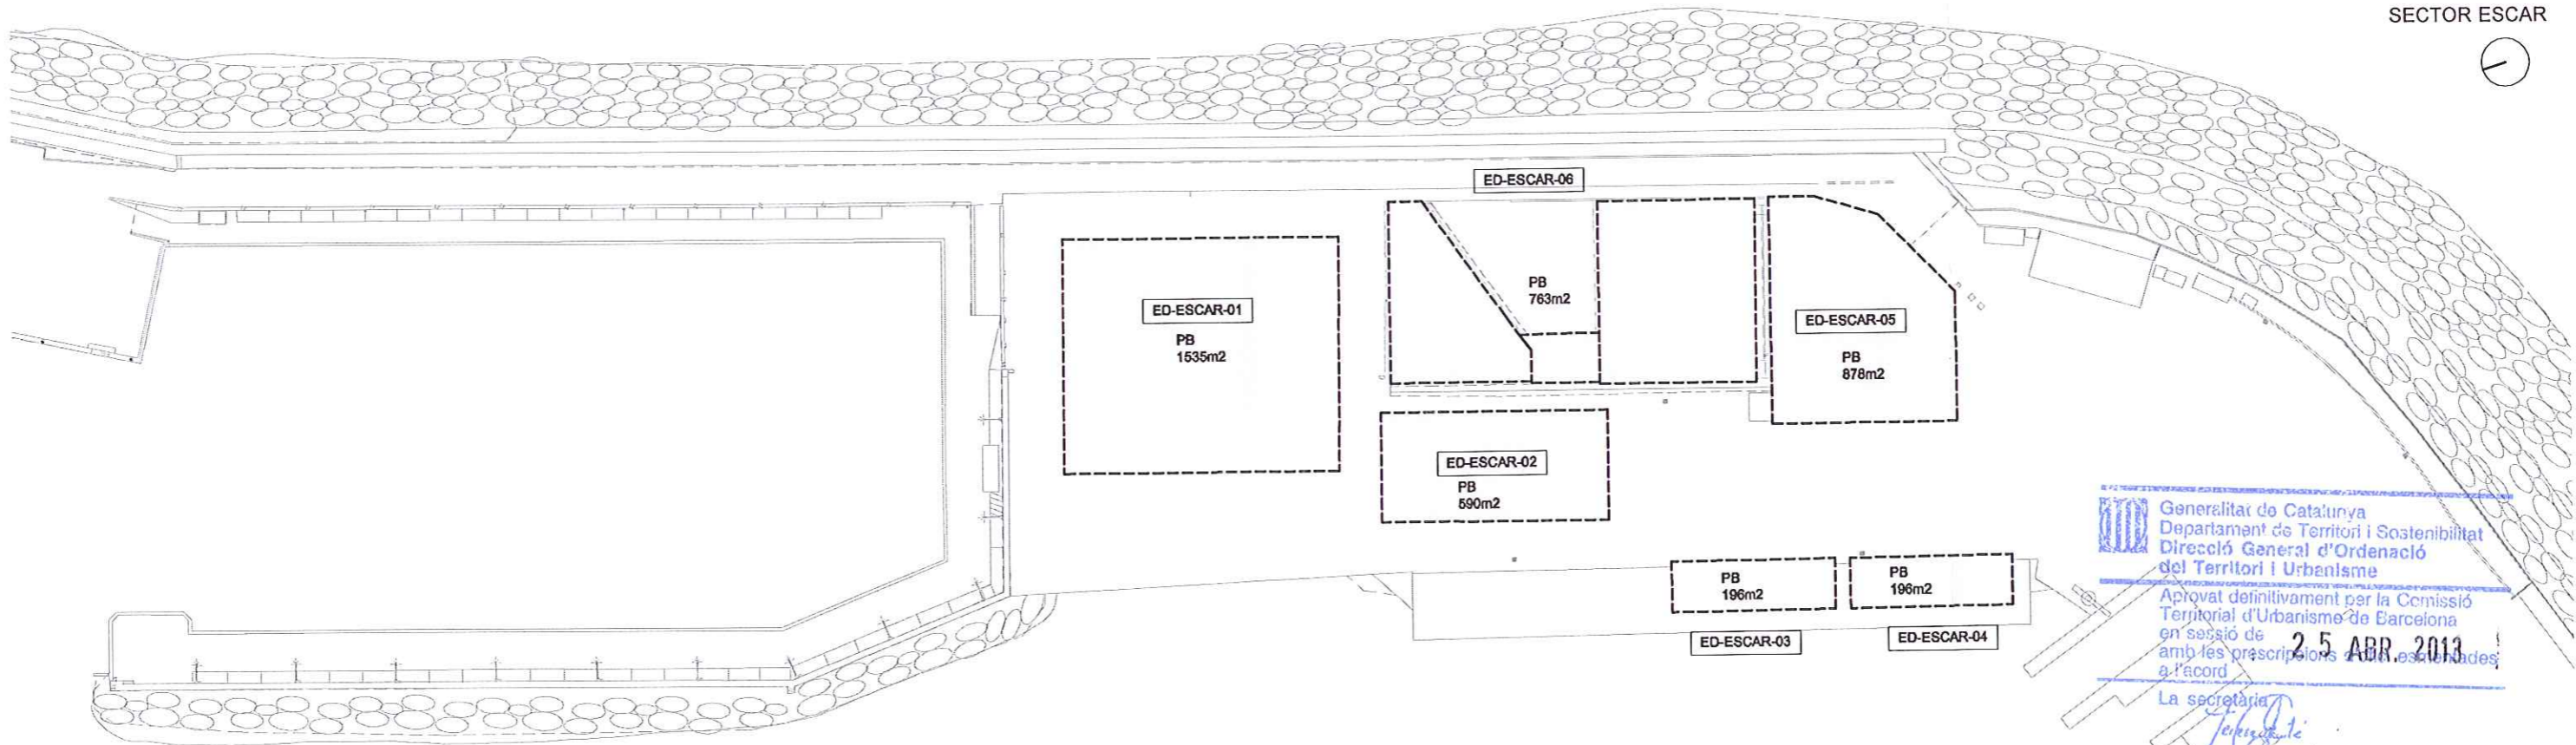 SECTOR ESCAR
ED-ESCAR-06
ED-ESCAR-01
PB
1535m2
PB
763m2
ED-ESCAR-05
PB
878m2
ED-ESCAR-02
PB
590m2
PB
196m2
PB
196m2
ED-ESCAR-03
ED-ESCAR-04
Generalitat de Catalunya
Departament de Territori i Sostenibilitat
Direcció General d'Ordenació
del Territori i Urbanisme
Aprovat definitivament per la Comissió
Territorial d'Urbanisme de Barcelona
en sessió de 25 ABR. 2013
amb les prescripcions esmentades
a l'acord
La secretària